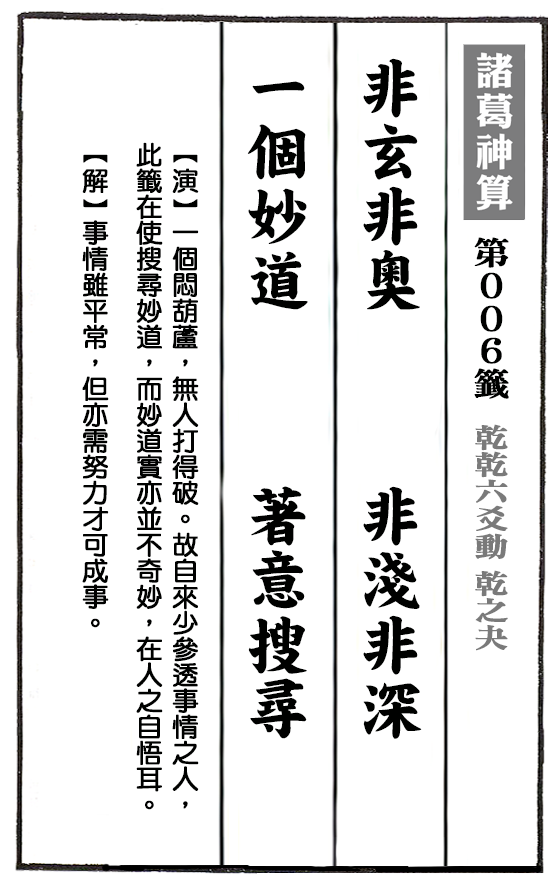 諸葛神算 第006籤 乾乾六爻動 乾之夬
非玄非奧 非淺非深
一個妙道 著意搜尋
【演】一個悶葫蘆，無人打得破。故自來少參透事情之人，
此籤在使搜尋妙道，而妙道實亦並不奇妙，在人之自悟耳。
【解】事情雖平常，但亦需努力才可成事。